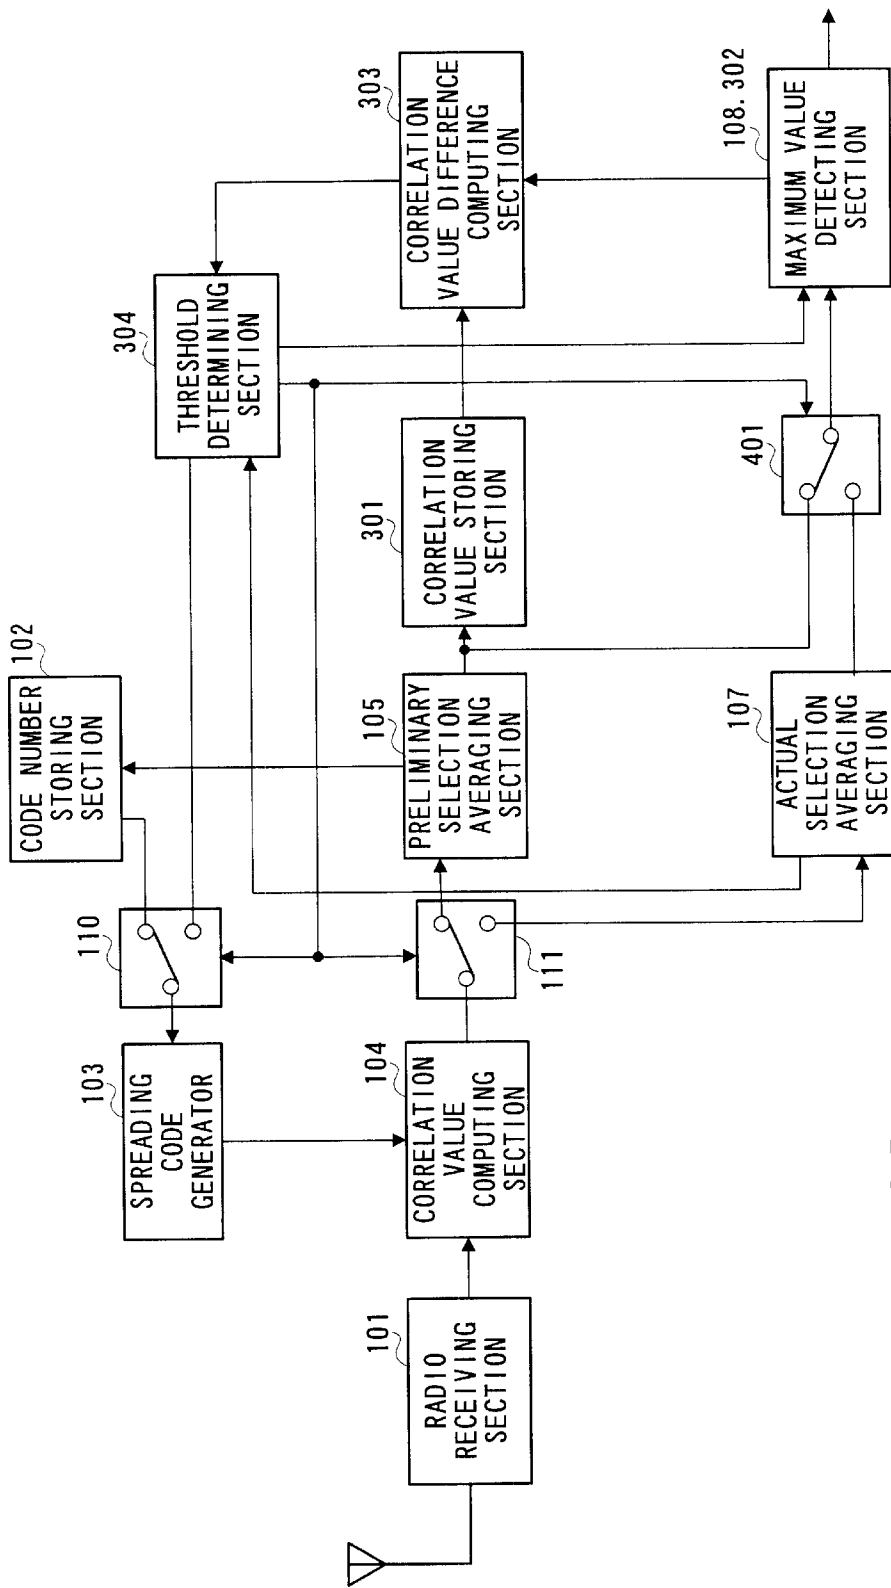 102
CODE NUMBER
STORING
SECTION
304
THRESHOLD
DETERMINING
SECTION
110
103
SPREADING
CODE
GENERATOR
101
RADIO
RECEIVING
SECTION
104
CORRELATION
VALUE
COMPUTING
SECTION
111
105
PRELIMINARY
SELECTION
AVERAGING
SECTION
301
CORRELATION
VALUE STORING
SECTION
303
CORRELATION
VALUE DIFFERENCE
COMPUTING
SECTION
107
ACTUAL
SELECTION
AVERAGING
SECTION
401
108.302
MAXIMUM VALUE
DETECTING
SECTION